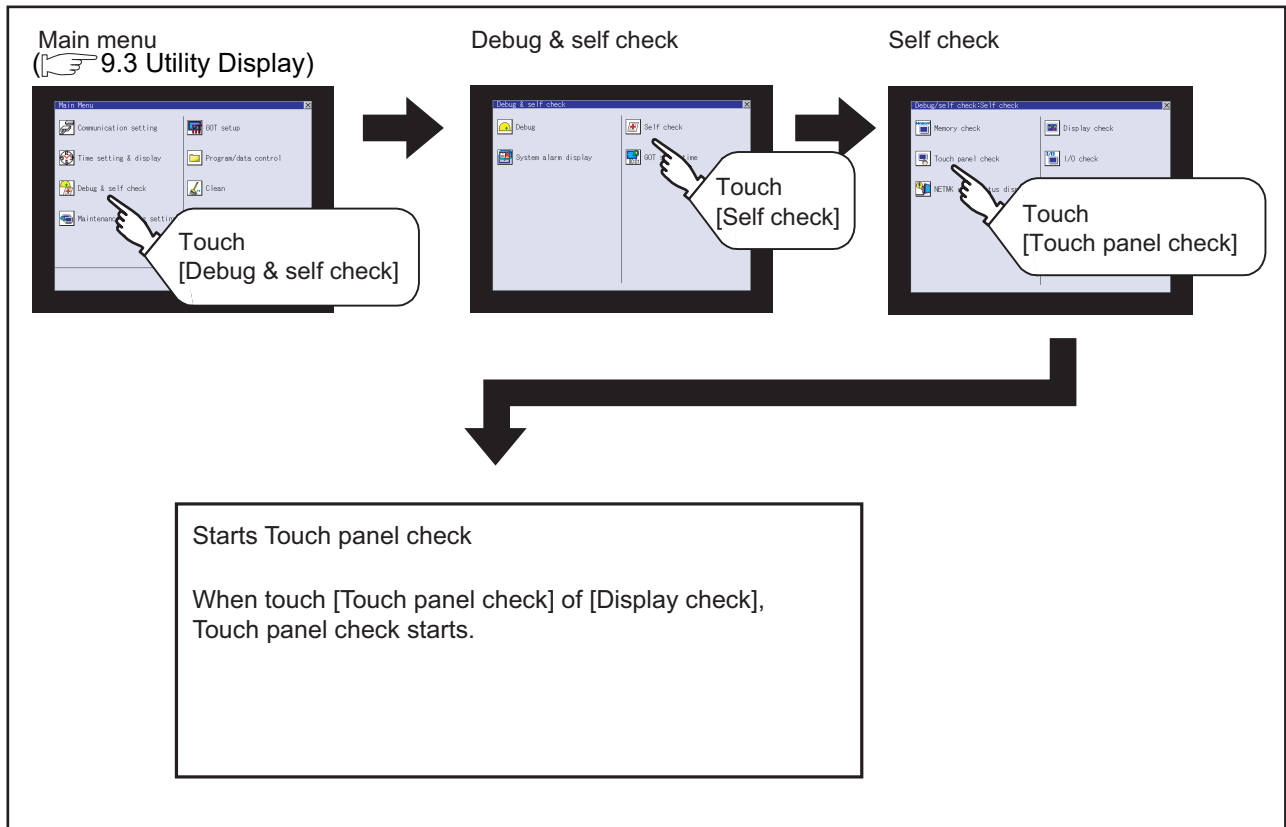 Main menu
( 9.3 Utility Display)
Debug & self check
Self check
Main Menu
Communication setting
GOT setup
Time setting & display
Program/data control
Debug & self check
Clean
Maintenance
Touch
[Debug & self check]
Debug & self check
Debug
Self check
System alarm display
GOT
time
Touch
[Self check]
Debug/self check:Self check
Memory check
Display check
Touch panel check
I/O check
Touch
[Touch panel check]
Starts Touch panel check
When touch [Touch panel check] of [Display check],
Touch panel check starts.